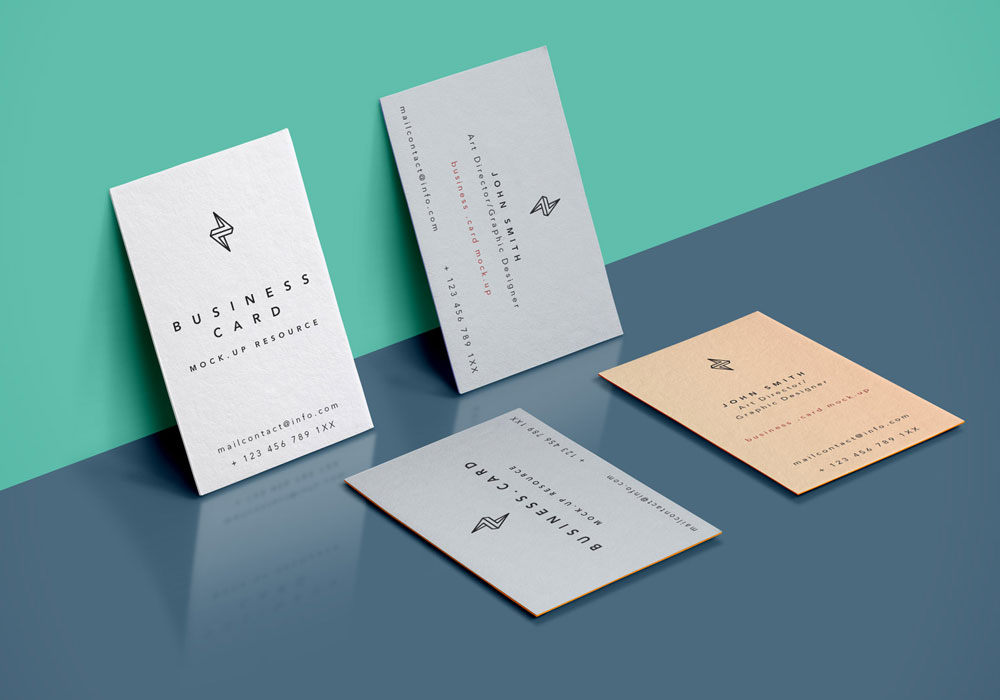 BUSINESS
CARD
MOCK.UP RESOURCE
mailcontact@info.com
+ 123 456 789 1XX
JOHN SMITH
Art Director/Graphic Designer
business .card mock.up
mailcontact@info.com
+ 123 456 789 1XX
JOHN SMITH
Art Director/
Graphic Designer
business .card mock.up
mailcontact@info.com
+ 123 456 789 1XX
BUSINESS.CARD
MOCK.UP RESOURCE
mailcontact@info.com
+ 123 456 789 1XX